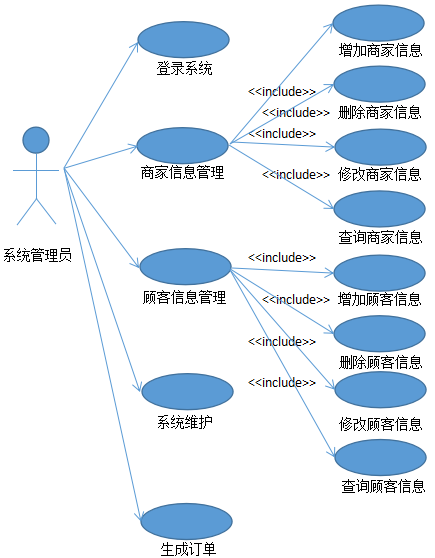 增加商家信息
登录系统
<<include>>
删除商家信息
<<include>>
<<include>>
商家信息管理
修改商家信息
<<include>>
查询商家信息
系统管理员
<<include>>
顾客信息管理
增加顾客信息
<<include>>
<<include>>
删除顾客信息
<<include>>
系统维护
修改顾客信息
查询顾客信息
生成订单